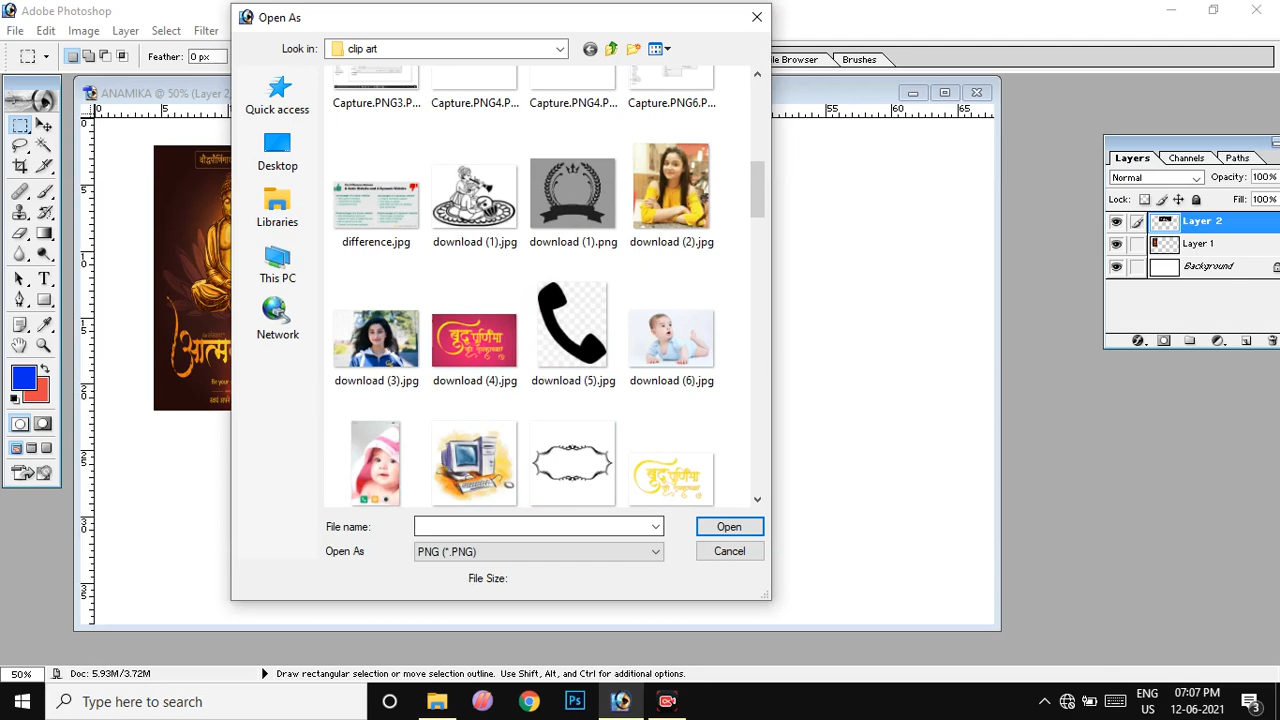 Adobe Photoshop
File Edit Image Layer Select Filter
Feather: 0 px
Brushes
ANAMIKA @ 50% (Layer 2
Open As
Look in: clip art
Quick access
Desktop
Libraries
This PC
Network
Capture.PNG3.P... Capture.PNG4.P... Capture.PNG4.P... Capture.PNG6.P...
difference.jpg download (1).jpg download (1).png download (2).jpg
download (3).jpg download (4).jpg download (5).jpg download (6).jpg
बुद्ध पूर्णिमा
बुद्ध पूर्णिमा
File name: Open
Open As PNG (*.PNG) Cancel
File Size:
5 55 60 65
Layers Channels Paths
Normal Opacity: 100%
Lock: Fill: 100%
Layer 2
Layer 1
Background
50% Doc: 5.93M/3.72M Draw rectangular selection or move selection outline. Use Shift, Alt, and Ctrl for additional options.
Type here to search
ENG
US
07:07 PM
12-06-2021
3